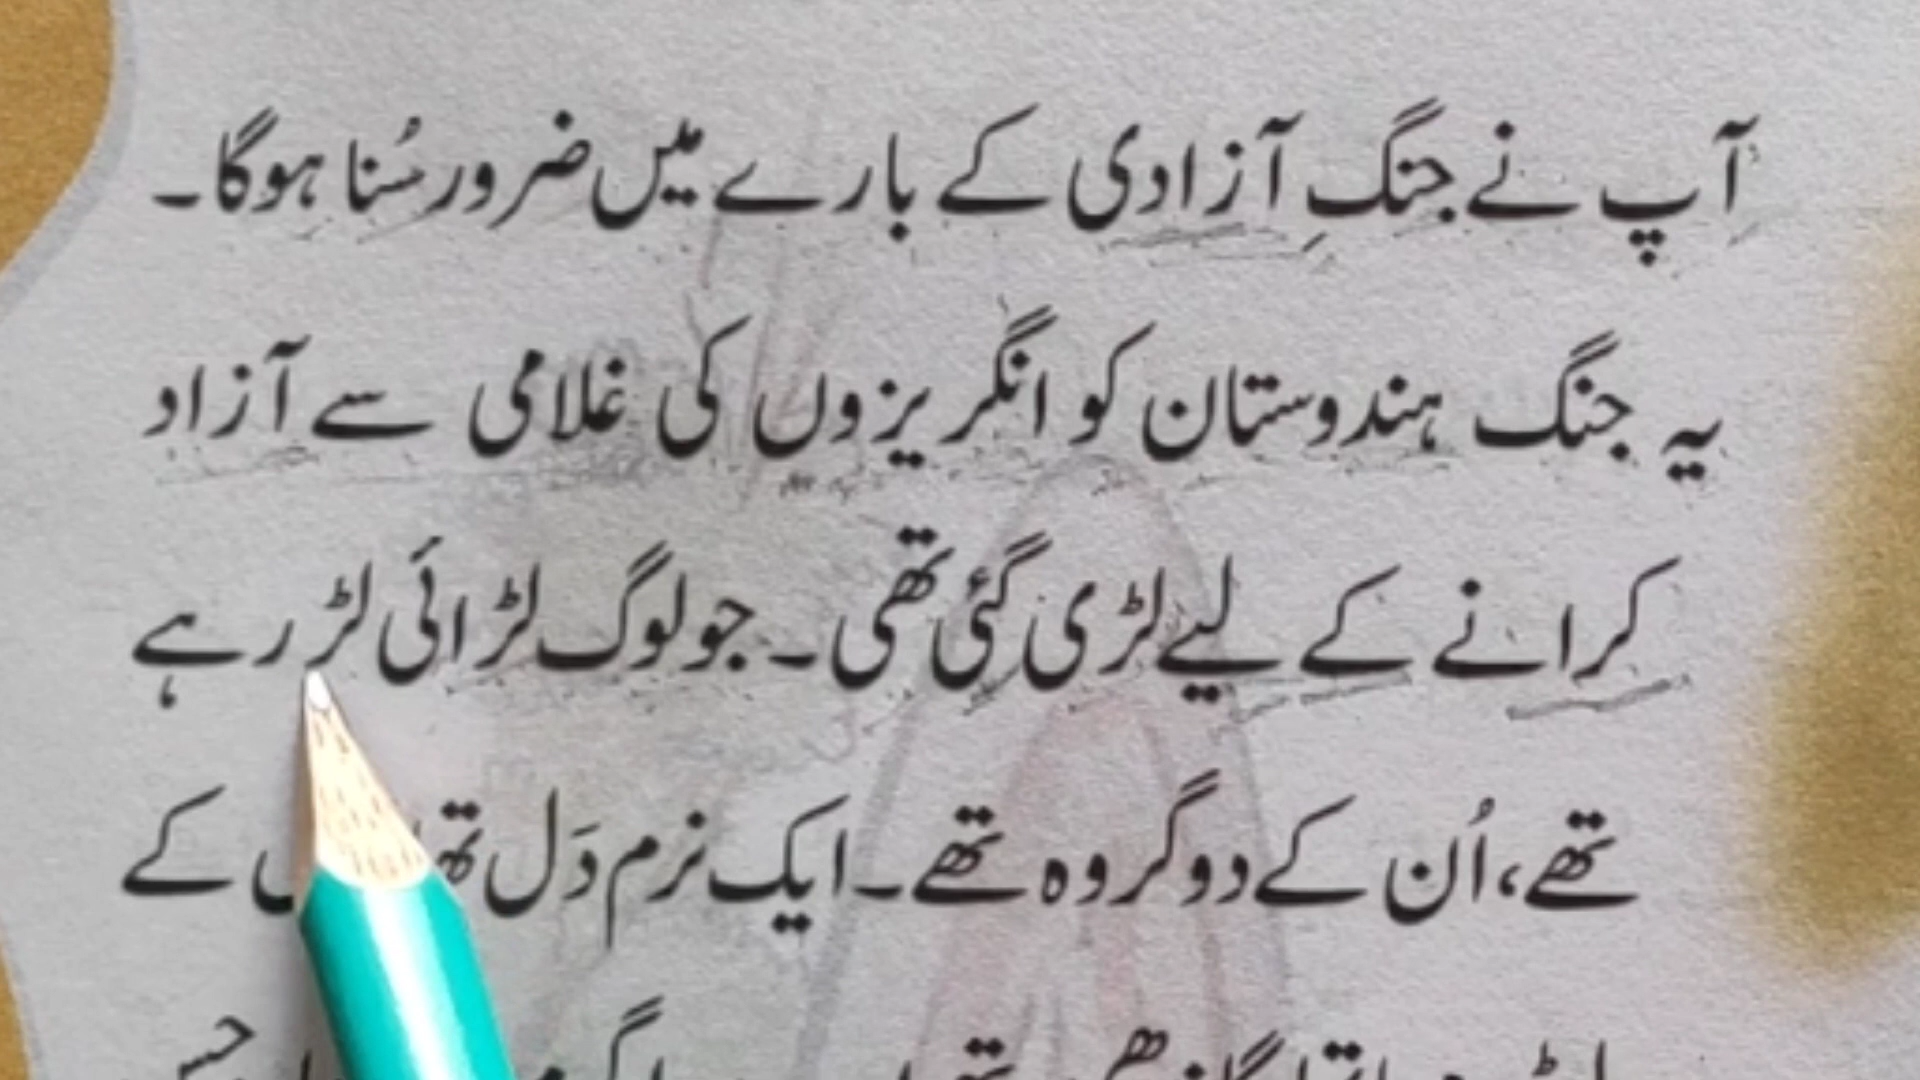 آپ نے جنگِ آزادی کے بارے میں ضرور سُنا ہوگا۔
یہ جنگ ہندوستان کو انگریزوں کی غلامی سے آزاد
کرانے کے لیے لڑی گئی تھی۔ جو لوگ لڑائی لڑ رہے
تھے، اُن کے دو گروہ تھے۔ ایک نرم دَل کے